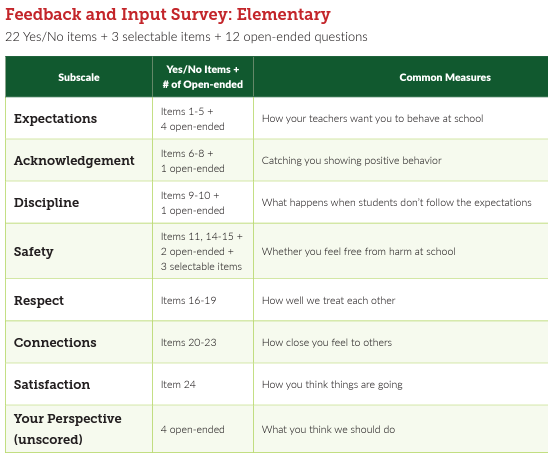 Feedback and Input Survey: Elementary
22 Yes/No items + 3 selectable items + 12 open-ended questions
Subscale
Yes/No Items +
# of Open-ended
Common Measures
Expectations
Items 1-5 +
4 open-ended
How your teachers want you to behave at school
Acknowledgement
Items 6-8 +
1 open-ended
Catching you showing positive behavior
Discipline
Items 9-10 +
1 open-ended
What happens when students don't follow the expectations
Safety
Items 11, 14-15 +
2 open-ended +
3 selectable items
Whether you feel free from harm at school
Respect
Items 16-19
How well we treat each other
Connections
Items 20-23
How close you feel to others
Satisfaction
Item 24
How you think things are going
Your Perspective
(unscored)
4 open-ended
What you think we should do